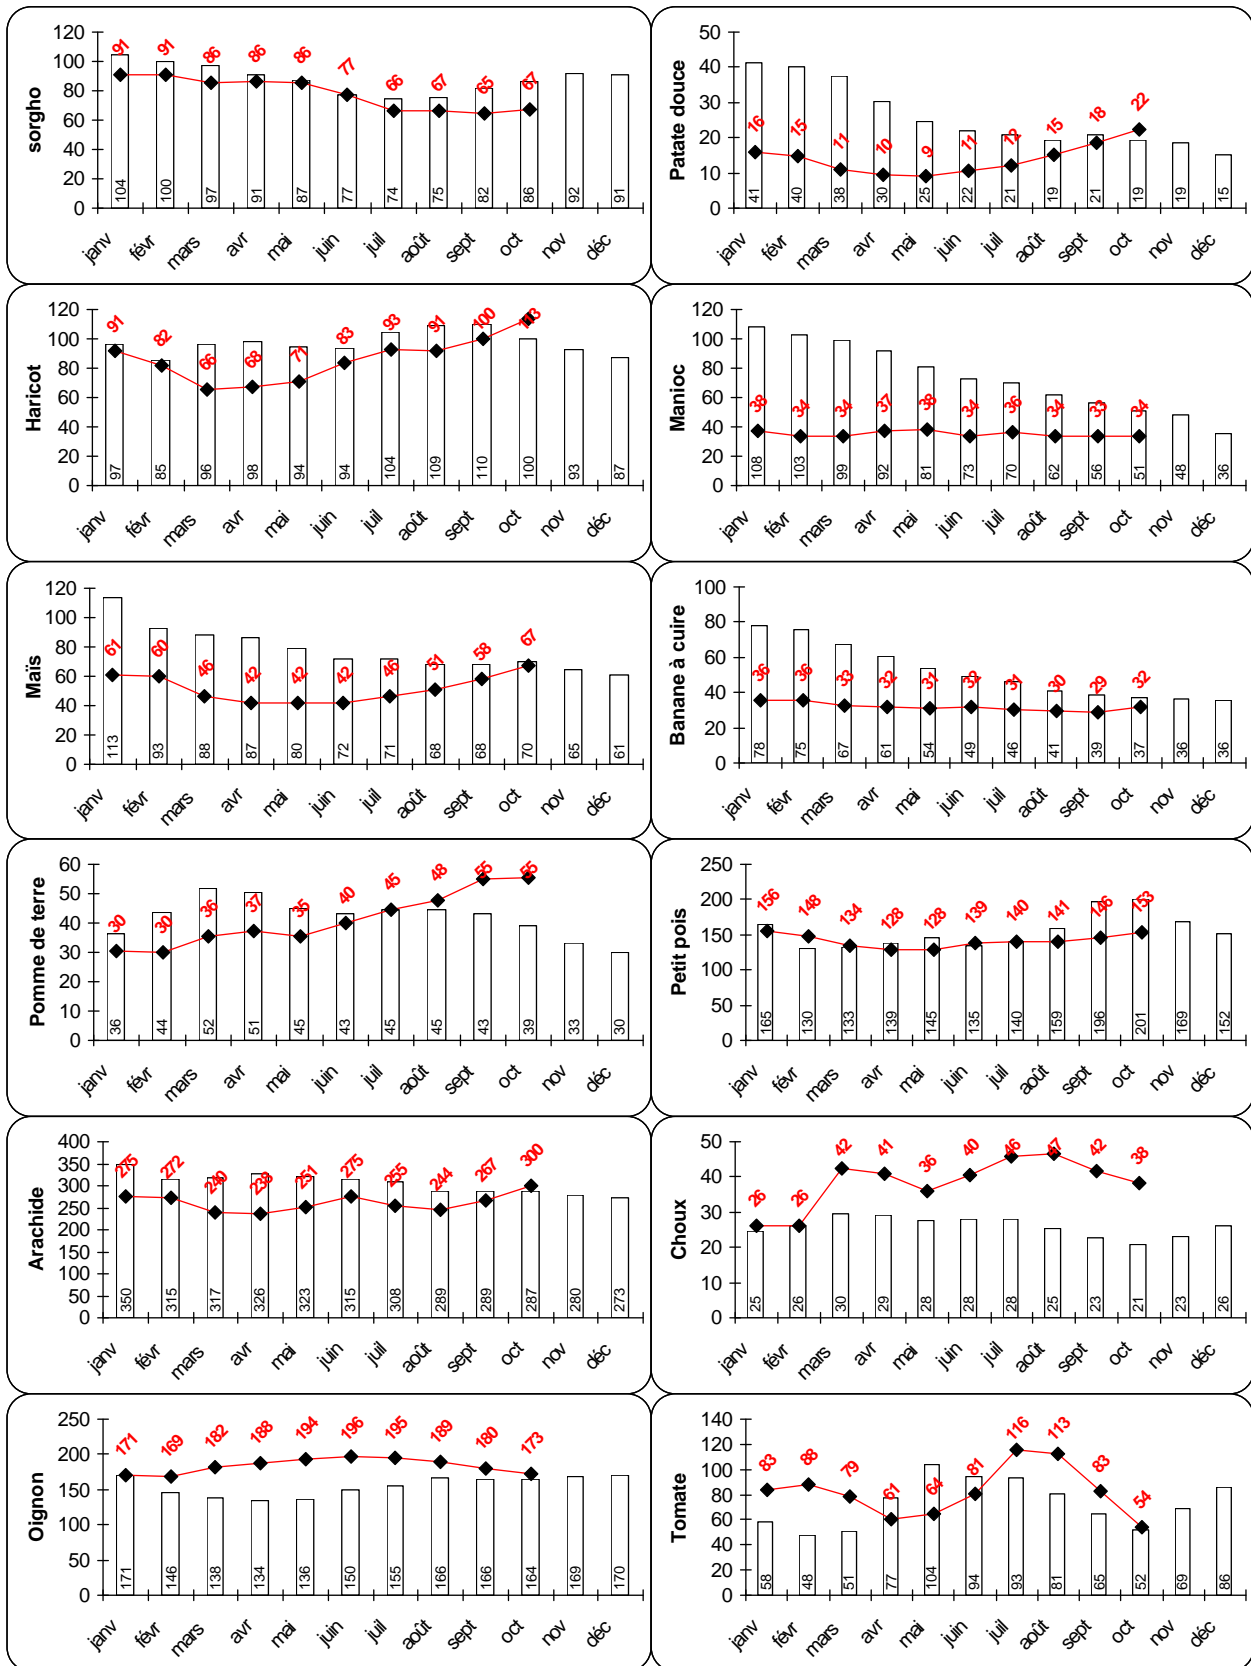 sorgho
120
100
80
60
40
20
0
91 91 86 86 86 77 66 67 65 67
104 100 97 91 87 77 74 75 82 86 92 91
janv févr mars avr mai juin juil août sept oct nov déc
Patate douce
50
40
30
20
10
0
16 15 11 10 9 11 12 15 18 22
41 40 38 30 25 22 21 19 21 19 19 15
janv févr mars avr mai juin juil août sept oct nov déc
Haricot
120
100
80
60
40
20
0
91 82 66 68 71 83 93 91 100 113
97 85 96 98 94 94 104 109 110 100 93 87
janv févr mars avr mai juin juil août sept oct nov déc
Manioc
120
100
80
60
40
20
0
38 34 34 37 38 34 36 34 33 34
108 103 99 92 81 73 70 62 56 51 48 36
janv févr mars avr mai juin juil août sept oct nov déc
Maïs
120
100
80
60
40
20
0
61 60 46 42 42 42 46 51 58 67
113 93 88 87 80 72 71 68 68 70 65 61
janv févr mars avr mai juin juil août sept oct nov déc
Banane à cuire
100
80
60
40
20
0
36 36 33 32 31 32 31 30 29 32
78 75 67 61 54 49 46 41 39 37 36 36
janv févr mars avr mai juin juil août sept oct nov déc
Pomme de terre
60
50
40
30
20
10
0
30 30 36 37 35 40 45 48 55 55
36 44 52 51 45 43 45 45 43 39 33 30
janv févr mars avr mai juin juil août sept oct nov déc
Petit pois
250
200
150
100
50
0
156 148 134 128 128 139 140 141 146 153
165 130 133 139 145 135 140 159 196 201 169 152
janv févr mars avr mai juin juil août sept oct nov déc
Arachide
400
350
300
250
200
150
100
50
0
275 272 240 238 251 275 255 244 267 300
350 315 317 326 323 315 308 289 289 287 280 273
janv févr mars avr mai juin juil août sept oct nov déc
Choux
50
40
30
20
10
0
26 26 42 41 36 40 46 47 42 38
25 26 30 29 28 28 28 25 23 21 23 26
janv févr mars avr mai juin juil août sept oct nov déc
Oignon
250
200
150
100
50
0
171 169 182 188 194 196 195 189 180 173
171 146 138 134 136 150 155 166 166 164 169 170
janv févr mars avr mai juin juil août sept oct nov déc
Tomate
140
120
100
80
60
40
20
0
83 88 79 61 64 81 116 113 83 54
58 48 51 77 104 94 93 81 65 52 69 86
janv févr mars avr mai juin juil août sept oct nov déc